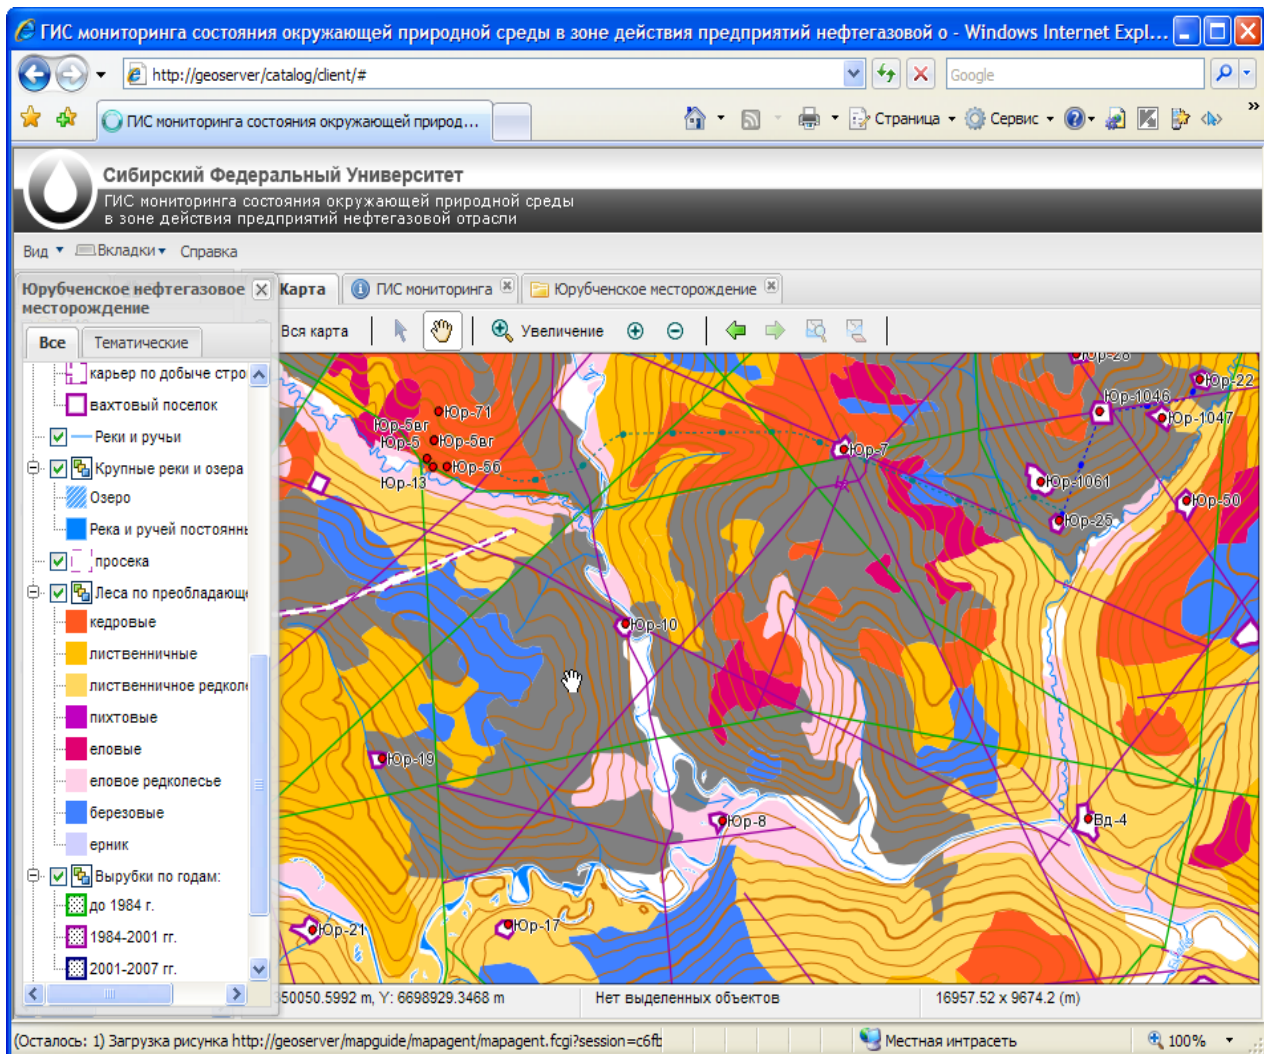 ГИС мониторинга состояния окружающей природной среды в зоне действия предприятий нефтегазовой о - Windows Internet Expl...
http://geoserver/catalog/client/#
Google
ГИС мониторинга состояния окружающей природ...
Страница
Сервис
»
Сибирский Федеральный Университет
ГИС мониторинга состояния окружающей природной среды
в зоне действия предприятий нефтегазовой отрасли
Вид
Вкладки
Справка
Юрубченское нефтегазовое
месторождение
Карта
ГИС мониторинга
Юрубченское месторождение
Все
Тематические
Вся карта
Увеличение
карьер по добыче стро
вахтовый поселок
Реки и ручьи
Крупные реки и озера
Озеро
Река и ручей постоянн
просека
Леса по преобладающ
кедровые
лиственничные
лиственничное редколе
пихтовые
еловые
еловое редколесье
березовые
ерник
Вырубки по годам:
до 1984 г.
1984-2001 гг.
2001-2007 гг.
Юр-28
Юр-22
Юр-1046
Юр-1047
Юр-71
Юр-5вг
Юр-5
Юр-5вг
Юр-56
Юр-13
Юр-7
Юр-1061
Юр-50
Юр-25
Юр-10
Юр-19
Юр-8
Вд-4
Юр-21
Юр-17
350050.5992 m, Y: 6698929.3468 m
Нет выделенных объектов
16957.52 x 9674.2 (m)
(Осталось: 1) Загрузка рисунка http://geoserver/mapguide/mapagent/mapagent.fcgi?session=c6fb
Местная интрасеть
100%